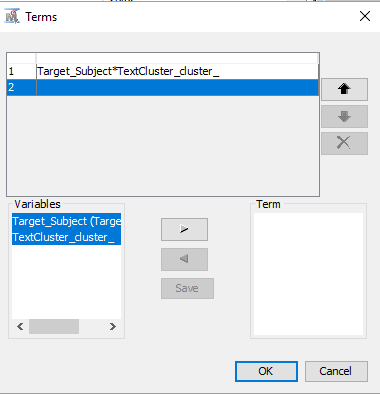 Terms
1 Target_Subject*TextCluster_cluster_
2
Variables
Target_Subject (Targe
TextCluster_cluster_
Term
Save
OK Cancel